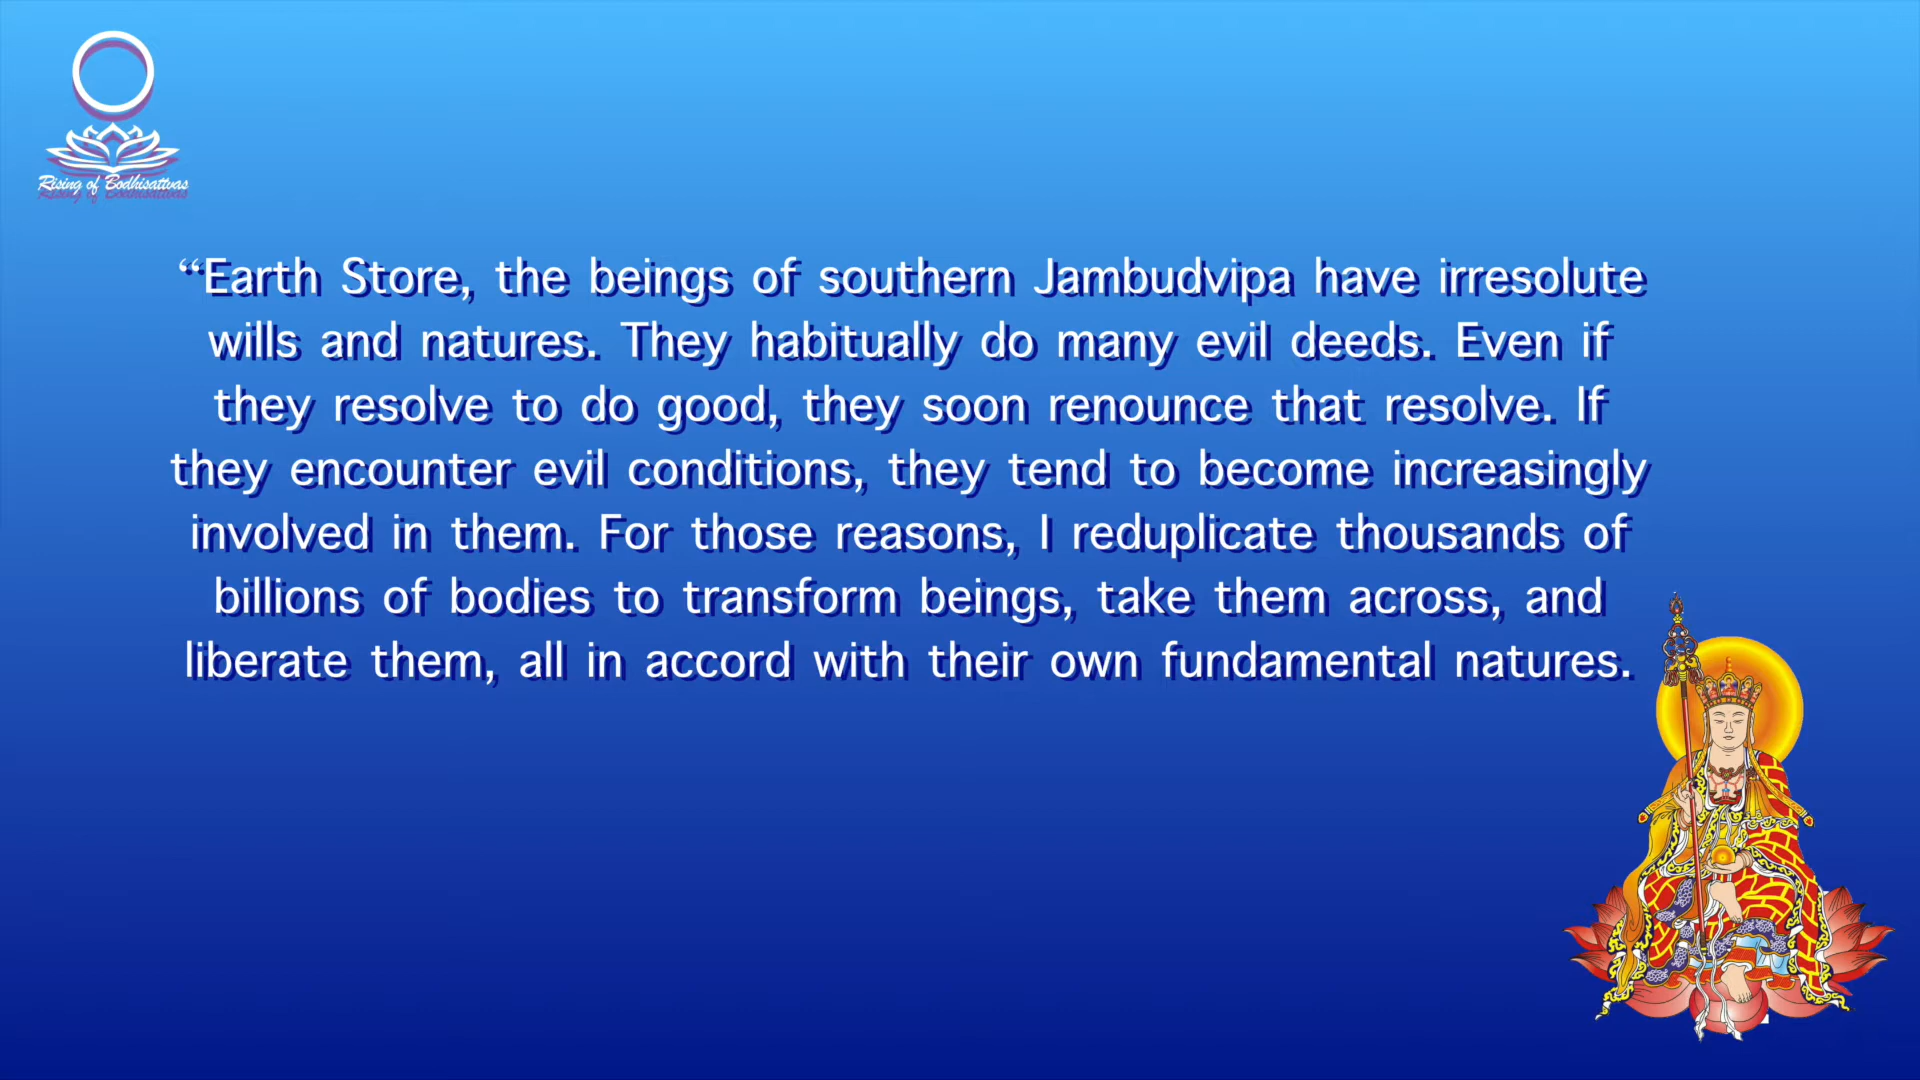 Rising of Bodhisattvas
“Earth Store, the beings of southern Jambudvipa have irresolute
wills and natures. They habitually do many evil deeds. Even if
they resolve to do good, they soon renounce that resolve. If
they encounter evil conditions, they tend to become increasingly
involved in them. For those reasons, I reduplicate thousands of
billions of bodies to transform beings, take them across, and
liberate them, all in accord with their own fundamental natures.